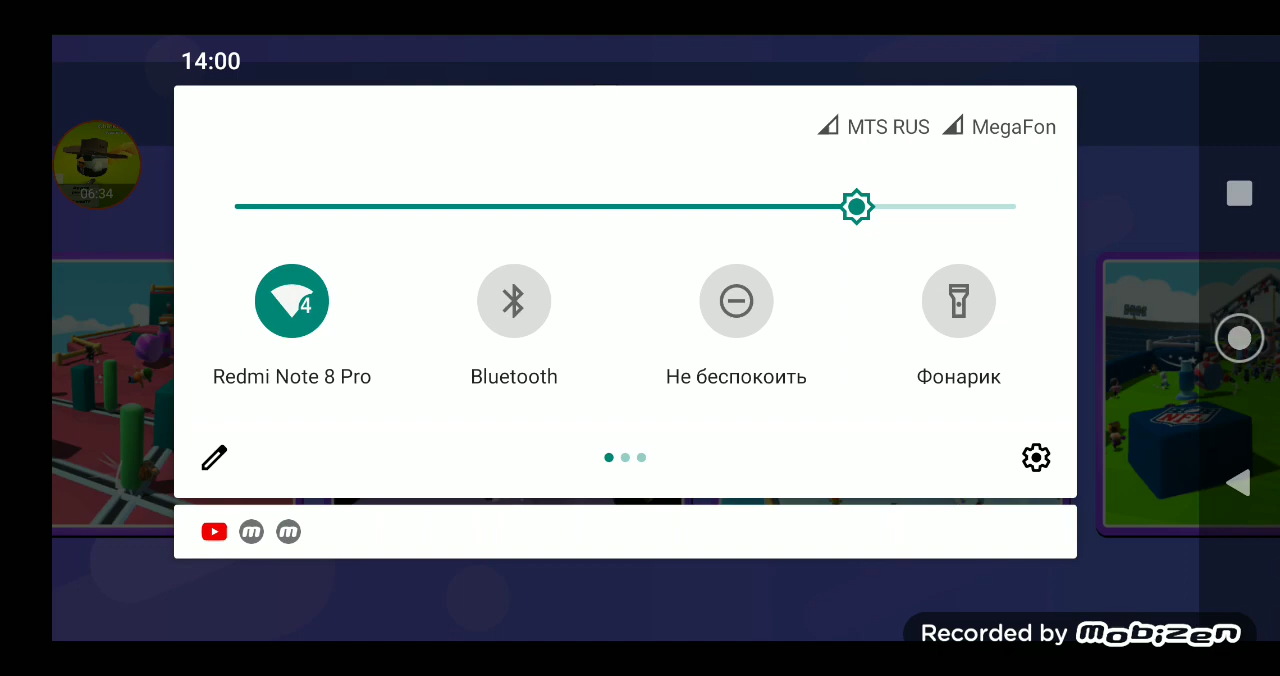 14:00
MTS RUS MegaFon
06:34
4
Redmi Note 8 Pro Bluetooth Не беспокоить Фонарик
NFL
m m
Recorded by mobizen